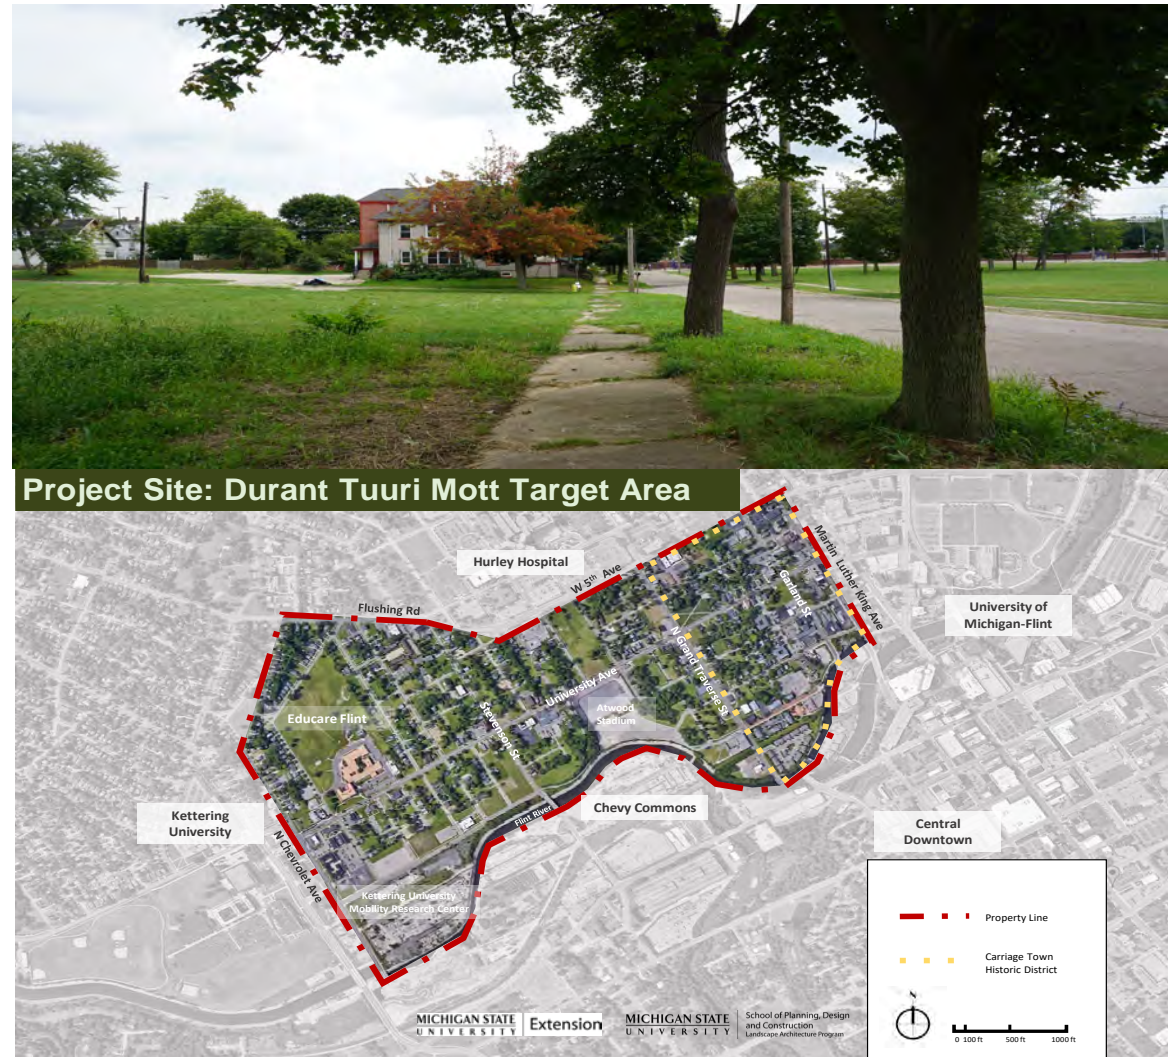 Project Site: Durant Tuuri Mott Target Area
Hurley Hospital
W 5th Ave
Martin Luther King Ave
Flushing Rd
Garland St
University of
Michigan-Flint
N Grand Traverse St
University Ave
Educare Flint
Stevenson St
Atwood
Stadium
Kettering
University
Flint River
Chevy Commons
Central
Downtown
N Chevrolet Ave
Kettering University
Mobility Research Center
Property Line
Carriage Town
Historic District
N
0 100 ft 500 ft 1000 ft
MICHIGAN STATE
UNIVERSITY
Extension
MICHIGAN STATE
UNIVERSITY
School of Planning, Design
and Construction
Landscape Architecture Program